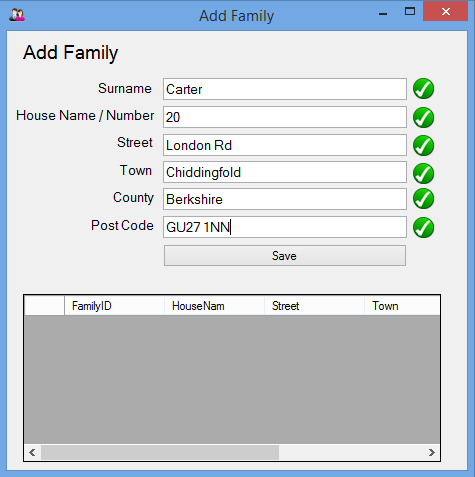 Add Family
Add Family
Surname Carter
House Name / Number 20
Street London Rd
Town Chiddingfold
County Berkshire
Post Code GU27 1NN
Save
FamilyID HouseNam Street Town